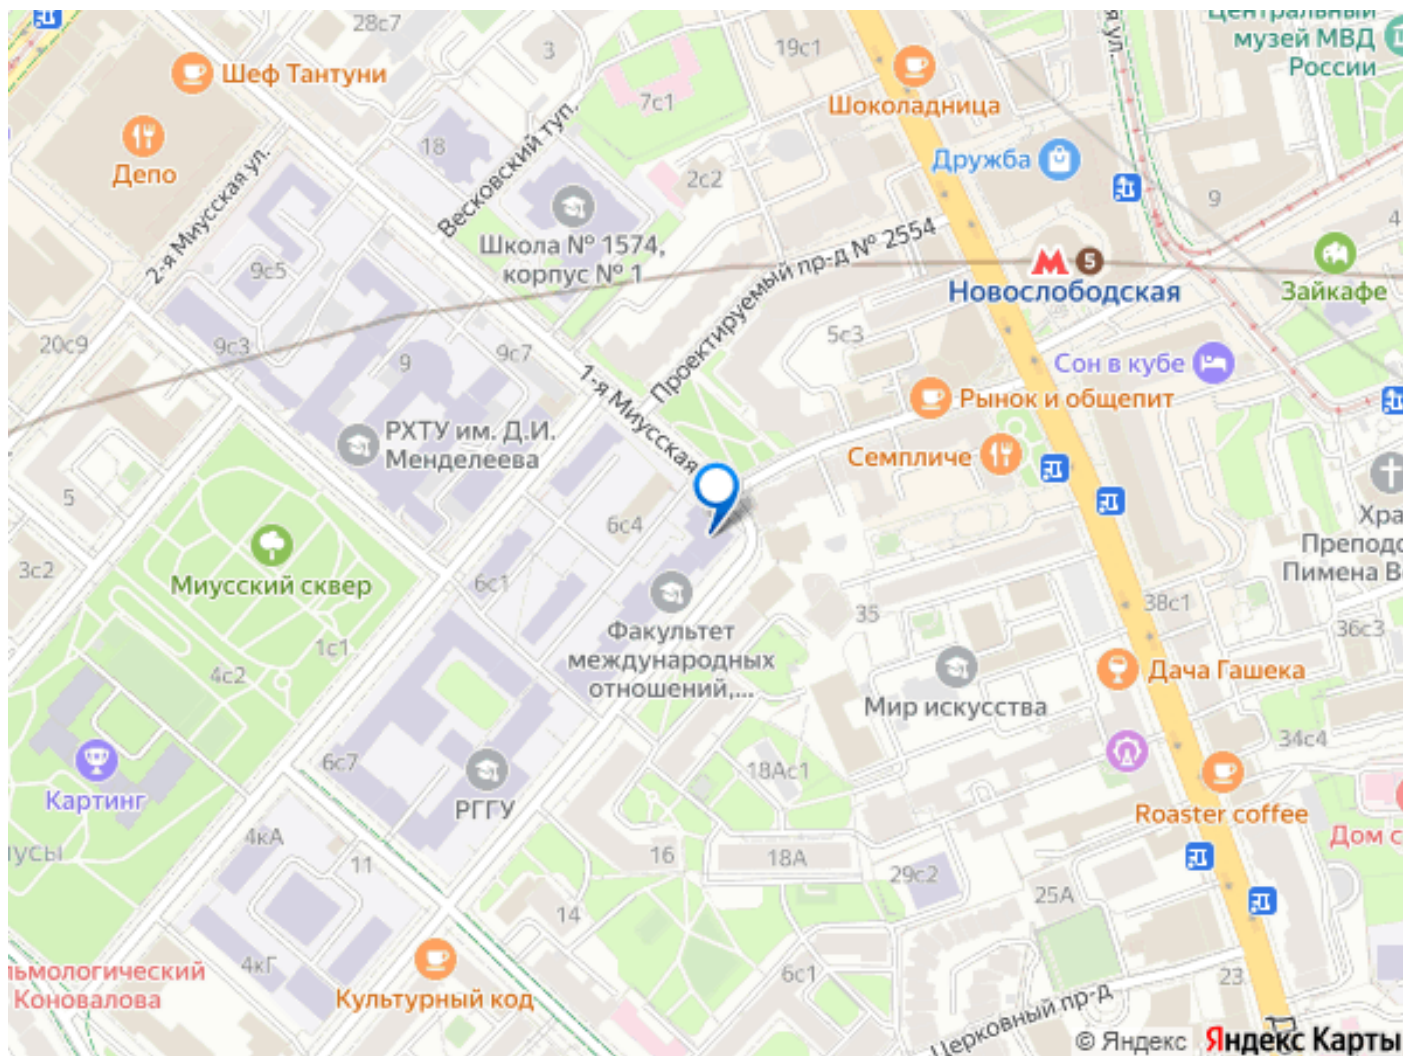 28с7
3
19с1
Центральный
музей МВД
России
Шеф Тантуни
Шоколадница
7с1
Депо
18
Весковский туп.
2с2
Дружба
9
4
2-я Миусская ул.
Школа № 1574,
корпус № 1
Проектируемый пр-д № 2554
М 5
Новослободская
Зайкафе
9с5
20с9
9с3
9
9с7
5с3
1-я Миусская
Сон в кубе
Рынок и общепит
РХТУ им. Д.И.
Менделеева
Семпличе
5
6с4
Хра
Преподо
Пимена В
3с2
Миусский сквер
6с1
35
38с1
36с3
1с1
4с2
Факультет
международных
отношений,...
Дача Гашека
Мир искусства
34с4
6с7
18Ас1
Картинг
РГГУ
Roaster coffee
Дом с
усы
4кА
11
16
18А
29с2
25А
14
4кГ
6с1
23
льмологический
Коновалова
Культурный код
Церковный пр-д
© Яндекс Яндекс Карты